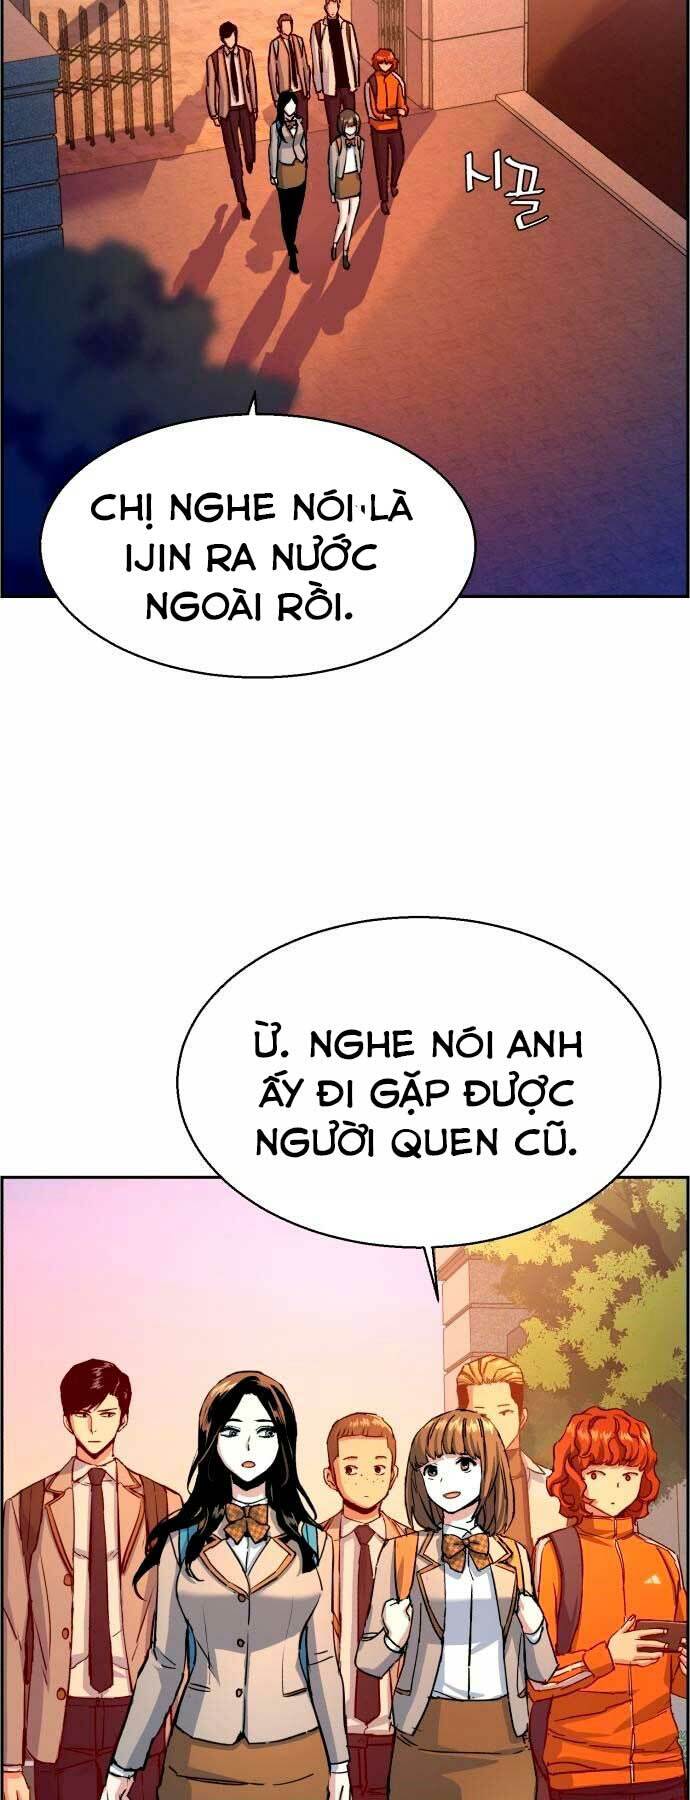 시끌
CHỊ NGHE NÓI LÀ
IJIN RA NƯỚC
NGOÀI RỒI.
Ừ. NGHE NÓI ANH
ẤY ĐI GẶP ĐƯỢC
NGƯỜI QUEN CŨ.